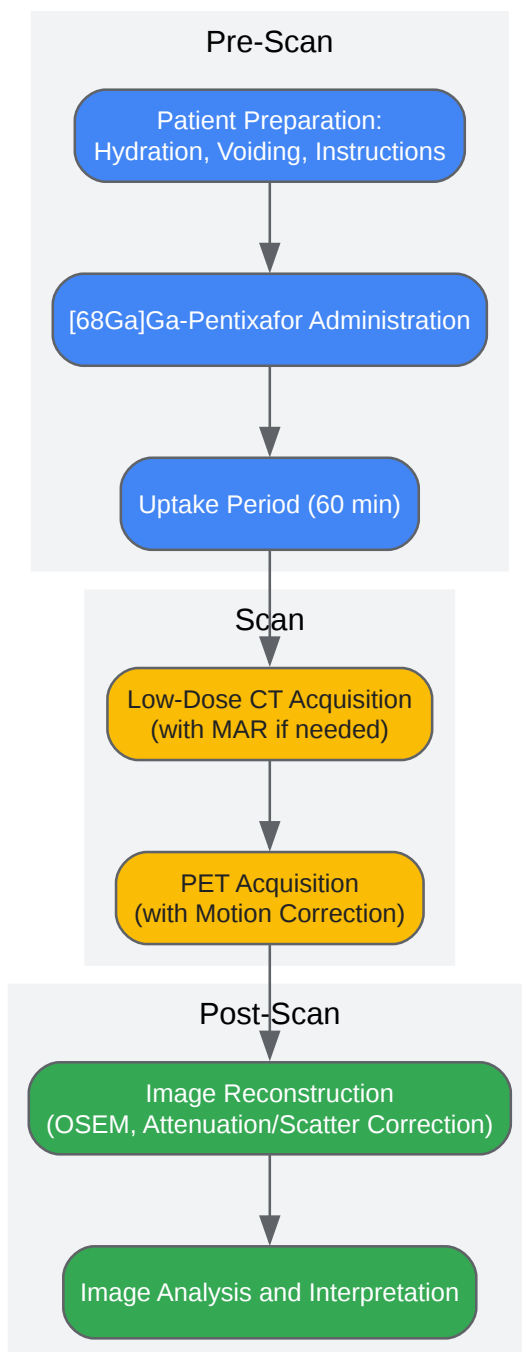 Pre-Scan
Patient Preparation:
Hydration, Voiding, Instructions
[68Ga]Ga-Pentixafor Administration
Uptake Period (60 min)
Scan
Low-Dose CT Acquisition
(with MAR if needed)
PET Acquisition
(with Motion Correction)
Post-Scan
Image Reconstruction
(OSEM, Attenuation/Scatter Correction)
Image Analysis and Interpretation